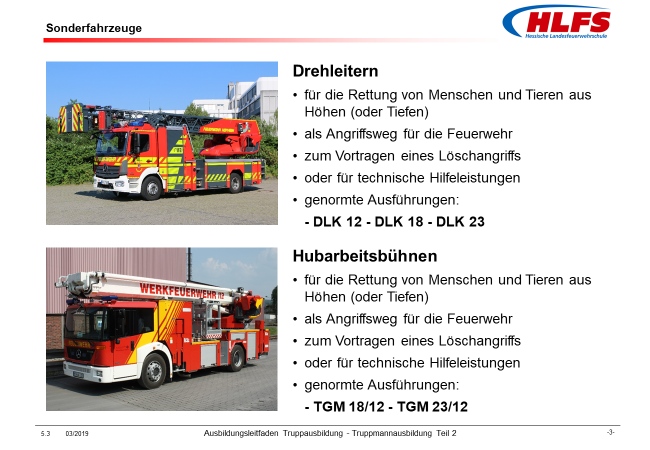 Sonderfahrzeuge
HLFS
Hessische Landesfeuerwehrschule
Drehleitern
• für die Rettung von Menschen und Tieren aus
Höhen (oder Tiefen)
• als Angriffsweg für die Feuerwehr
• zum Vortragen eines Löschangriffs
• oder für technische Hilfeleistungen
• genormte Ausführungen:
- DLK 12 - DLK 18 - DLK 23
WERKFEUERWEHR 112
Hubarbeitsbühnen
• für die Rettung von Menschen und Tieren aus
Höhen (oder Tiefen)
• als Angriffsweg für die Feuerwehr
• zum Vortragen eines Löschangriffs
• oder für technische Hilfeleistungen
• genormte Ausführungen:
- TGM 18/12 - TGM 23/12
5.3 03/2019 Ausbildungsleitfaden Truppausbildung - Truppmannausbildung Teil 2 -3-